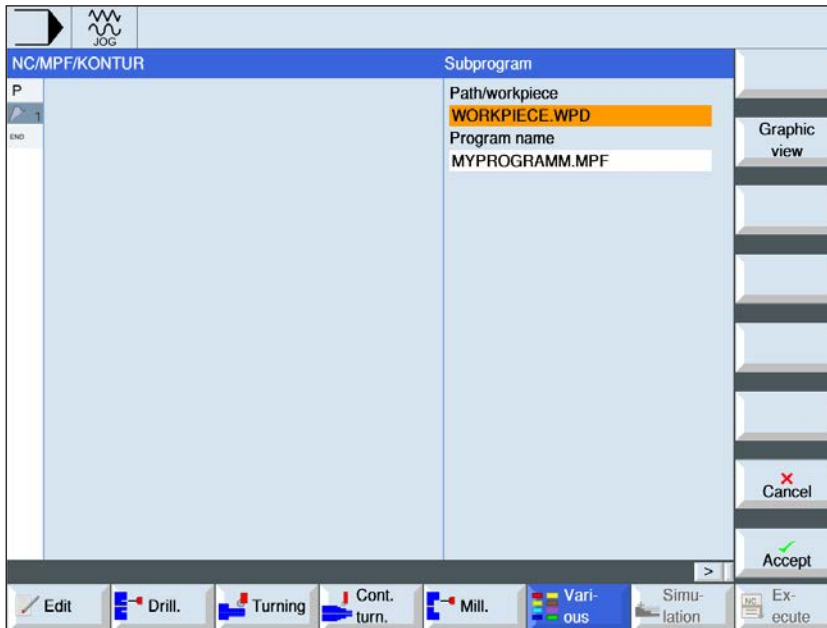 JOG
NC/MPF/KONTUR
Subprogram
P
Path/workpiece
1
WORKPIECE.WPD
END
Program name
MYPROGRAMM.MPF
Graphic
view
Cancel
Accept
>
Edit
Drill.
Turning
Cont.
turn.
Mill.
Vari-
ous
Simu-
lation
NC
Ex-
ecute